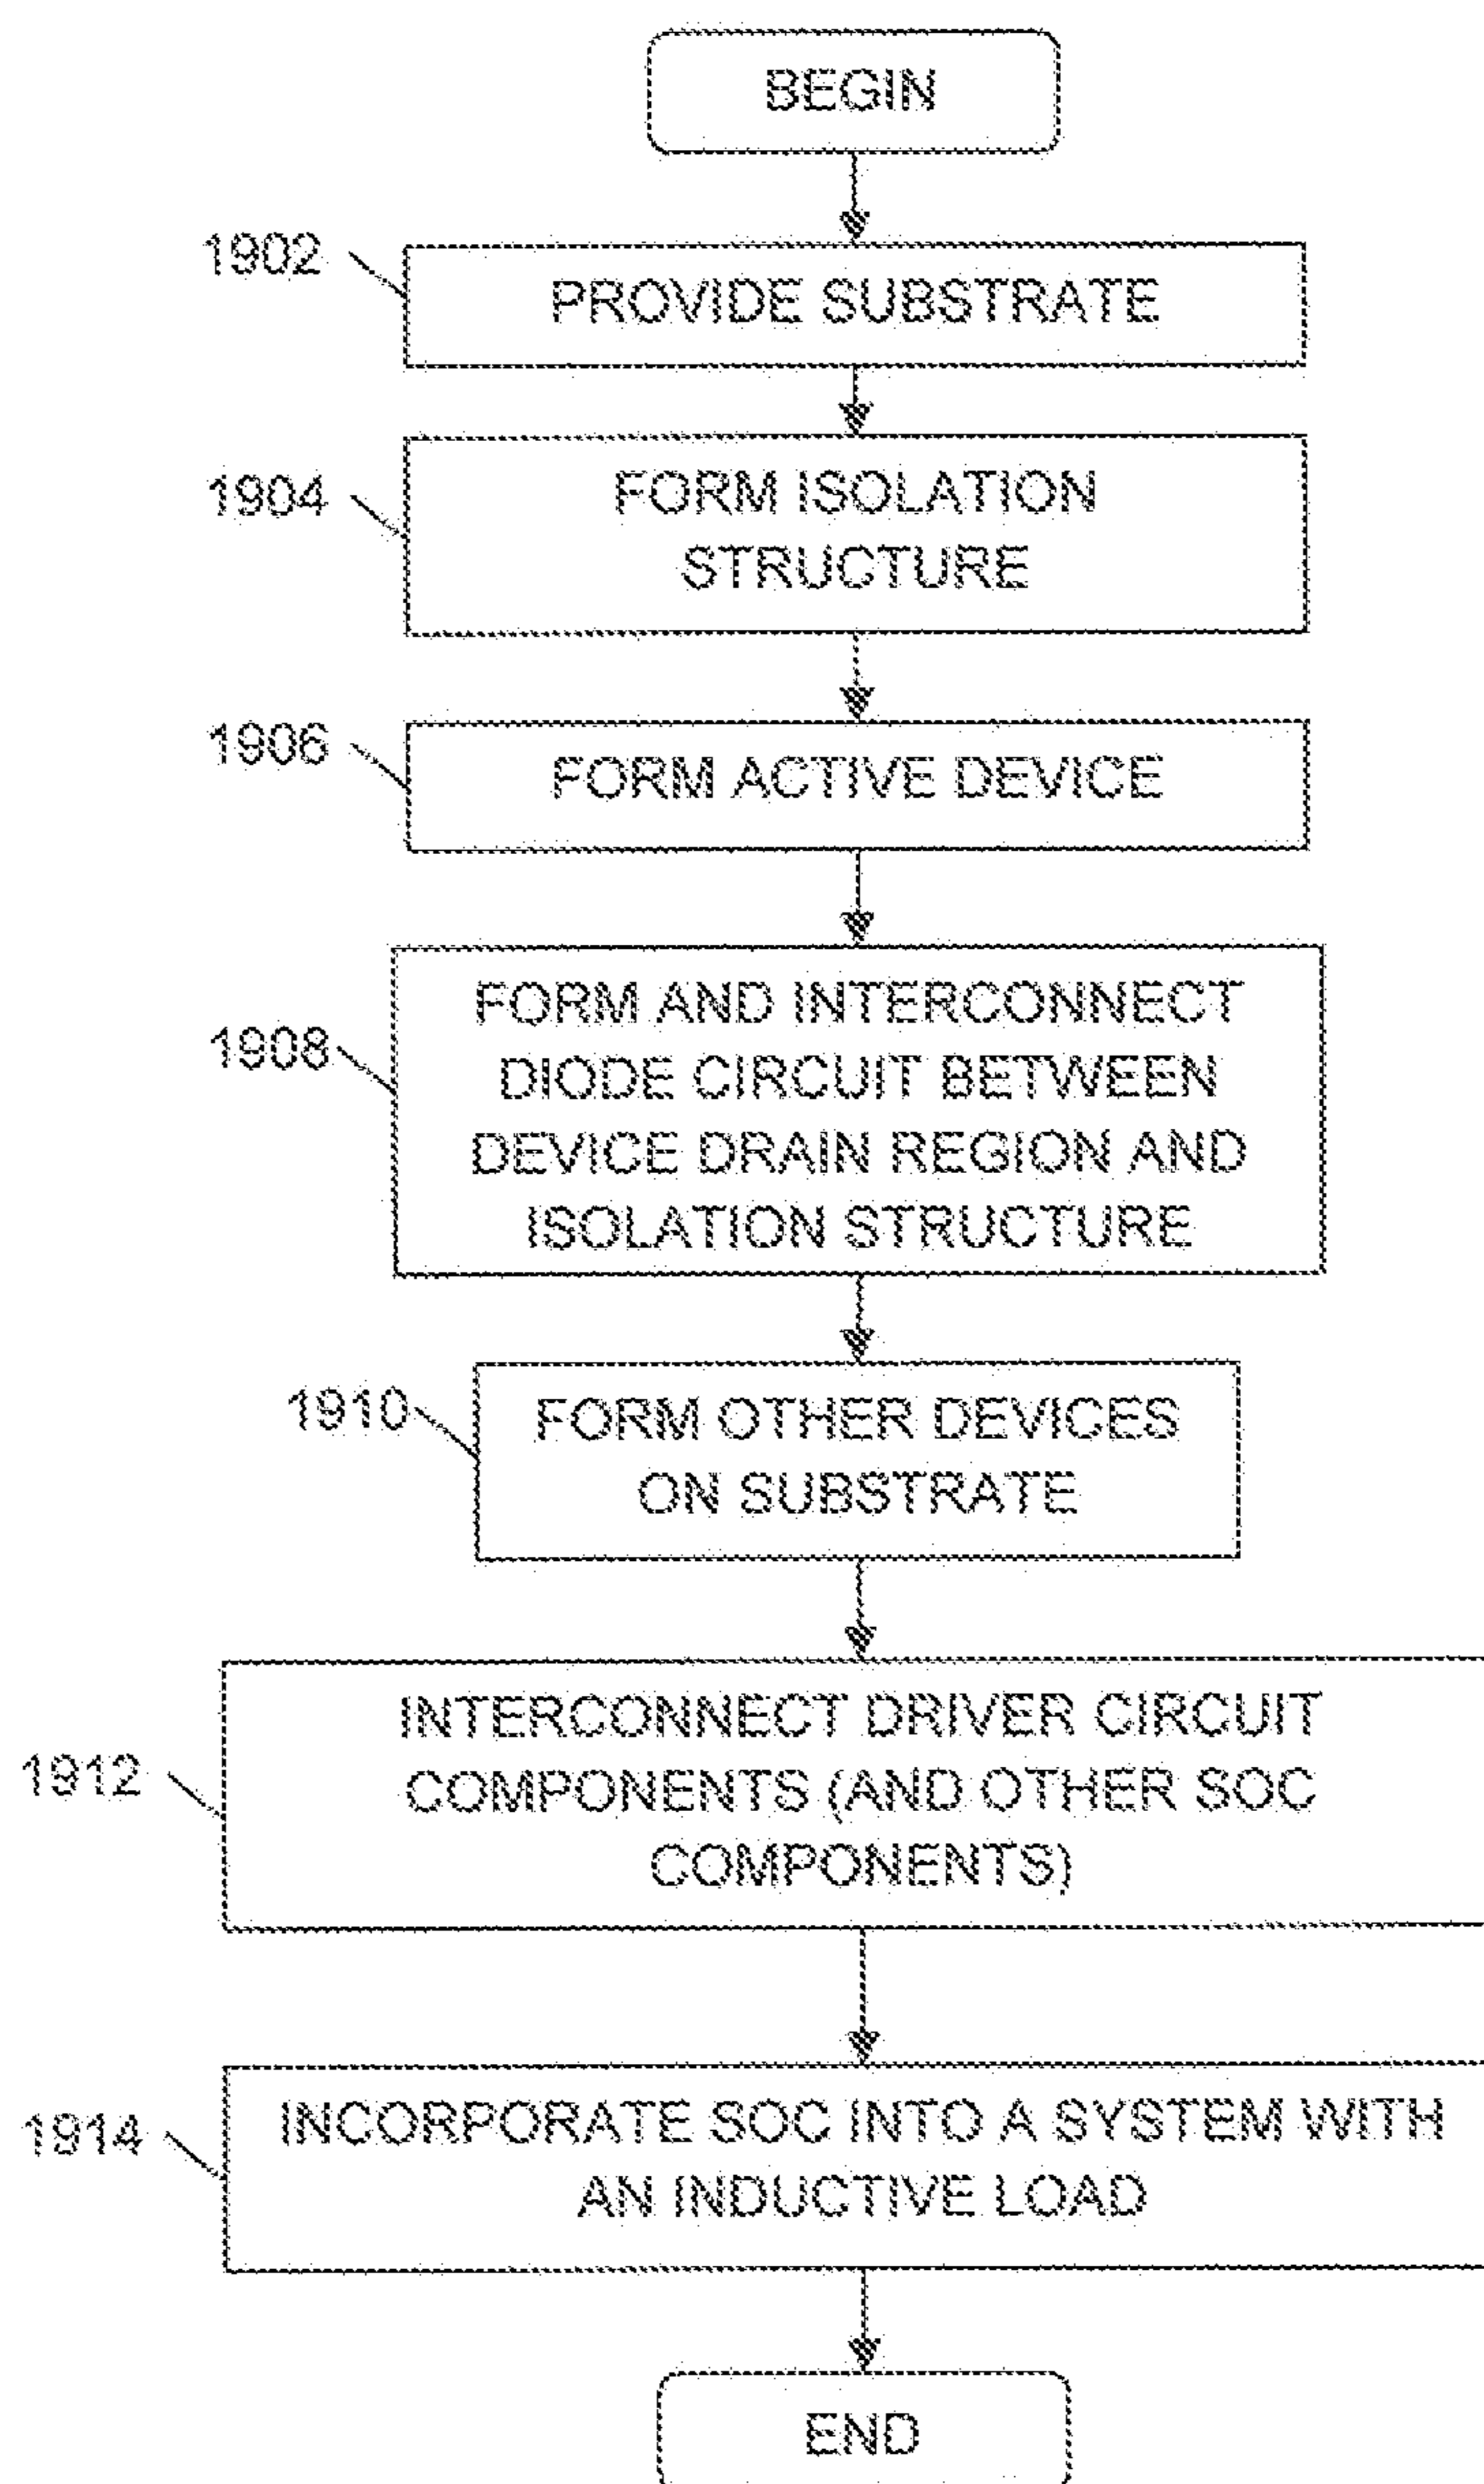 BEGIN
1902
PROVIDE SUBSTRATE
1904
FORM ISOLATION
STRUCTURE
1906
FORM ACTIVE DEVICE
1908
FORM AND INTERCONNECT
DIODE CIRCUIT BETWEEN
DEVICE DRAIN REGION AND
ISOLATION STRUCTURE
1910
FORM OTHER DEVICES
ON SUBSTRATE
1912
INTERCONNECT DRIVER CIRCUIT
COMPONENTS (AND OTHER SOC
COMPONENTS)
1914
INCORPORATE SOC INTO A SYSTEM WITH
AN INDUCTIVE LOAD
END